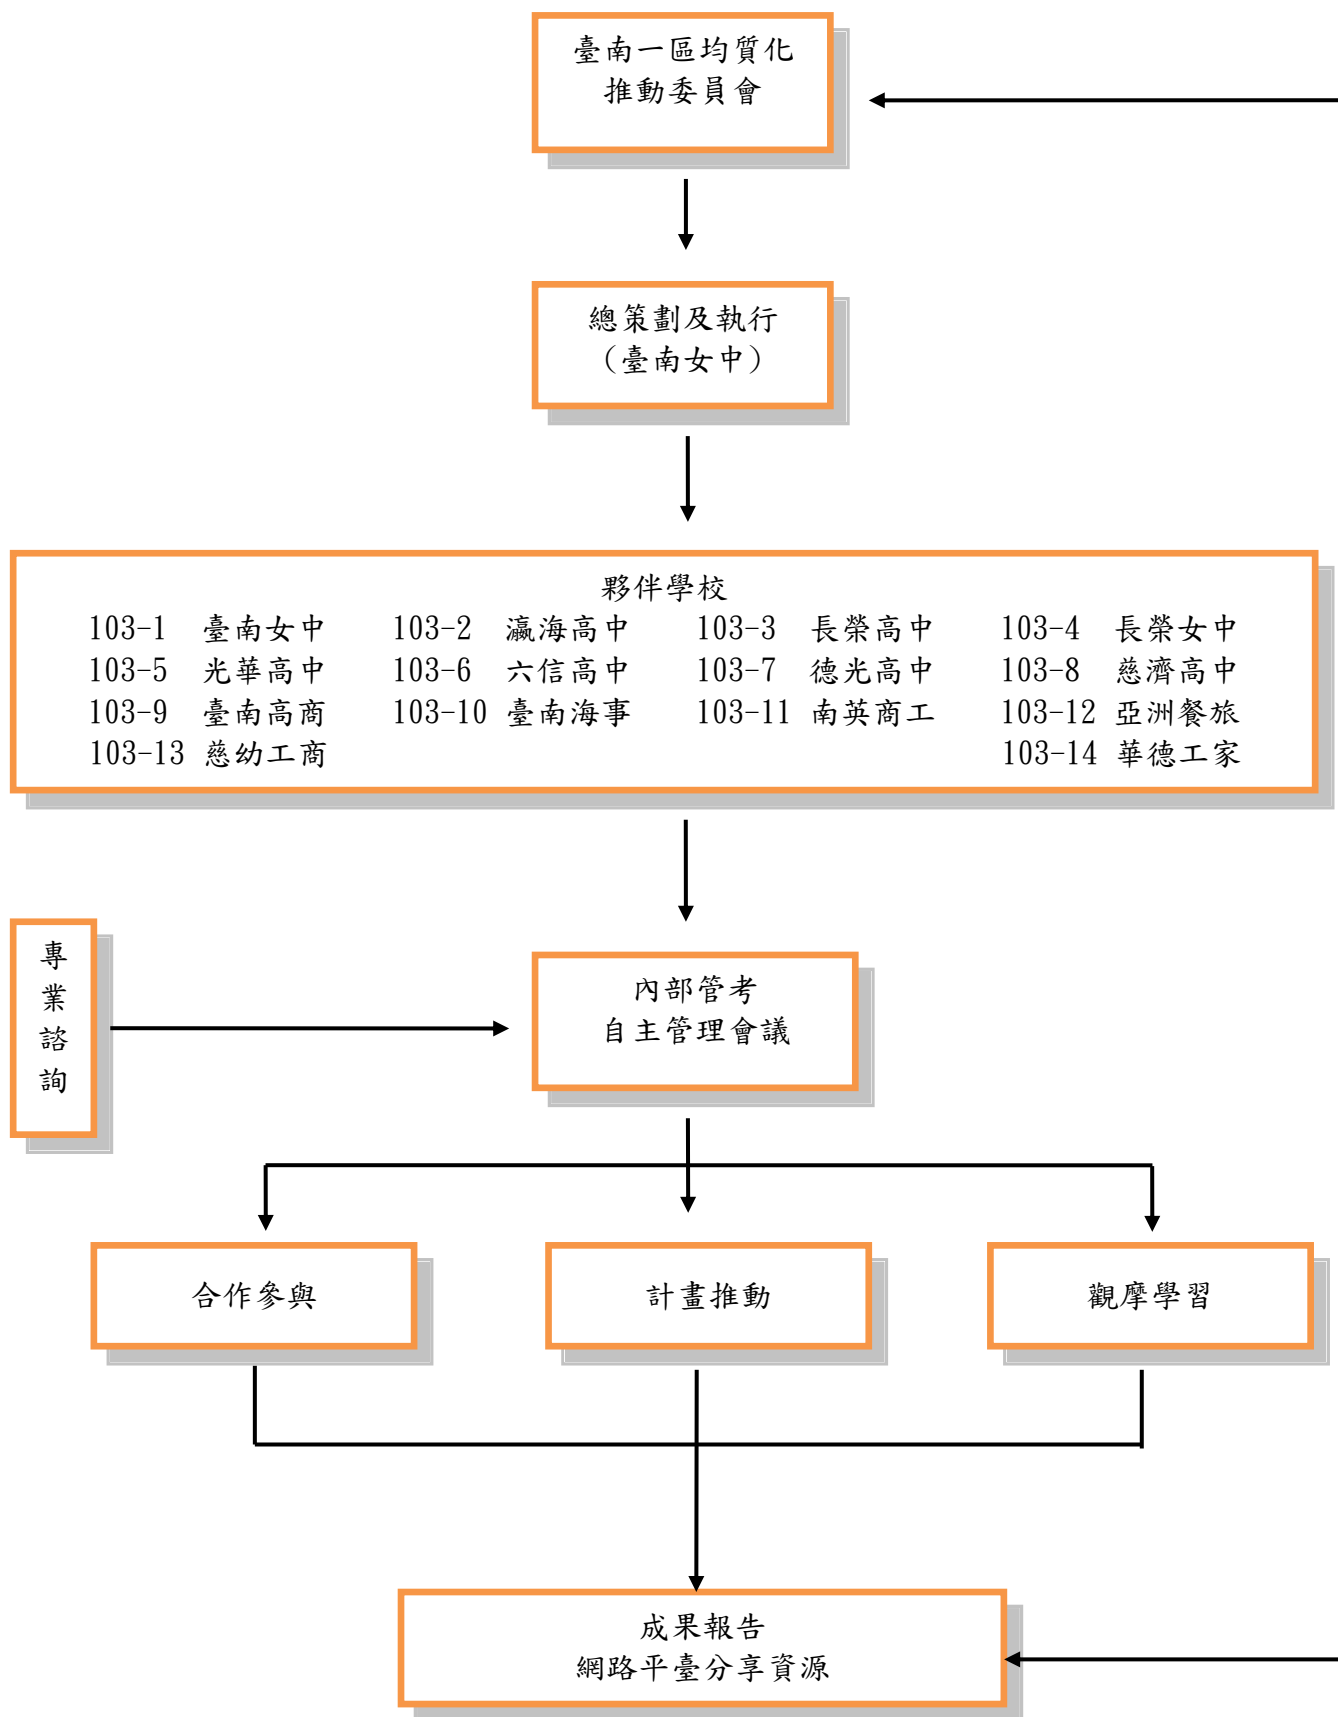 臺南一區均質化
推動委員會
總策劃及執行
(臺南女中)
夥伴學校
103-1 臺南女中 103-2 瀛海高中 103-3 長榮高中 103-4 長榮女中
103-5 光華高中 103-6 六信高中 103-7 德光高中 103-8 慈濟高中
103-9 臺南高商 103-10 臺南海事 103-11 南英商工 103-12 亞洲餐旅
103-13 慈幼工商 103-14 華德工家
專
業
諮
詢
內部管考
自主管理會議
合作參與 計畫推動 觀摩學習
成果報告
網路平臺分享資源